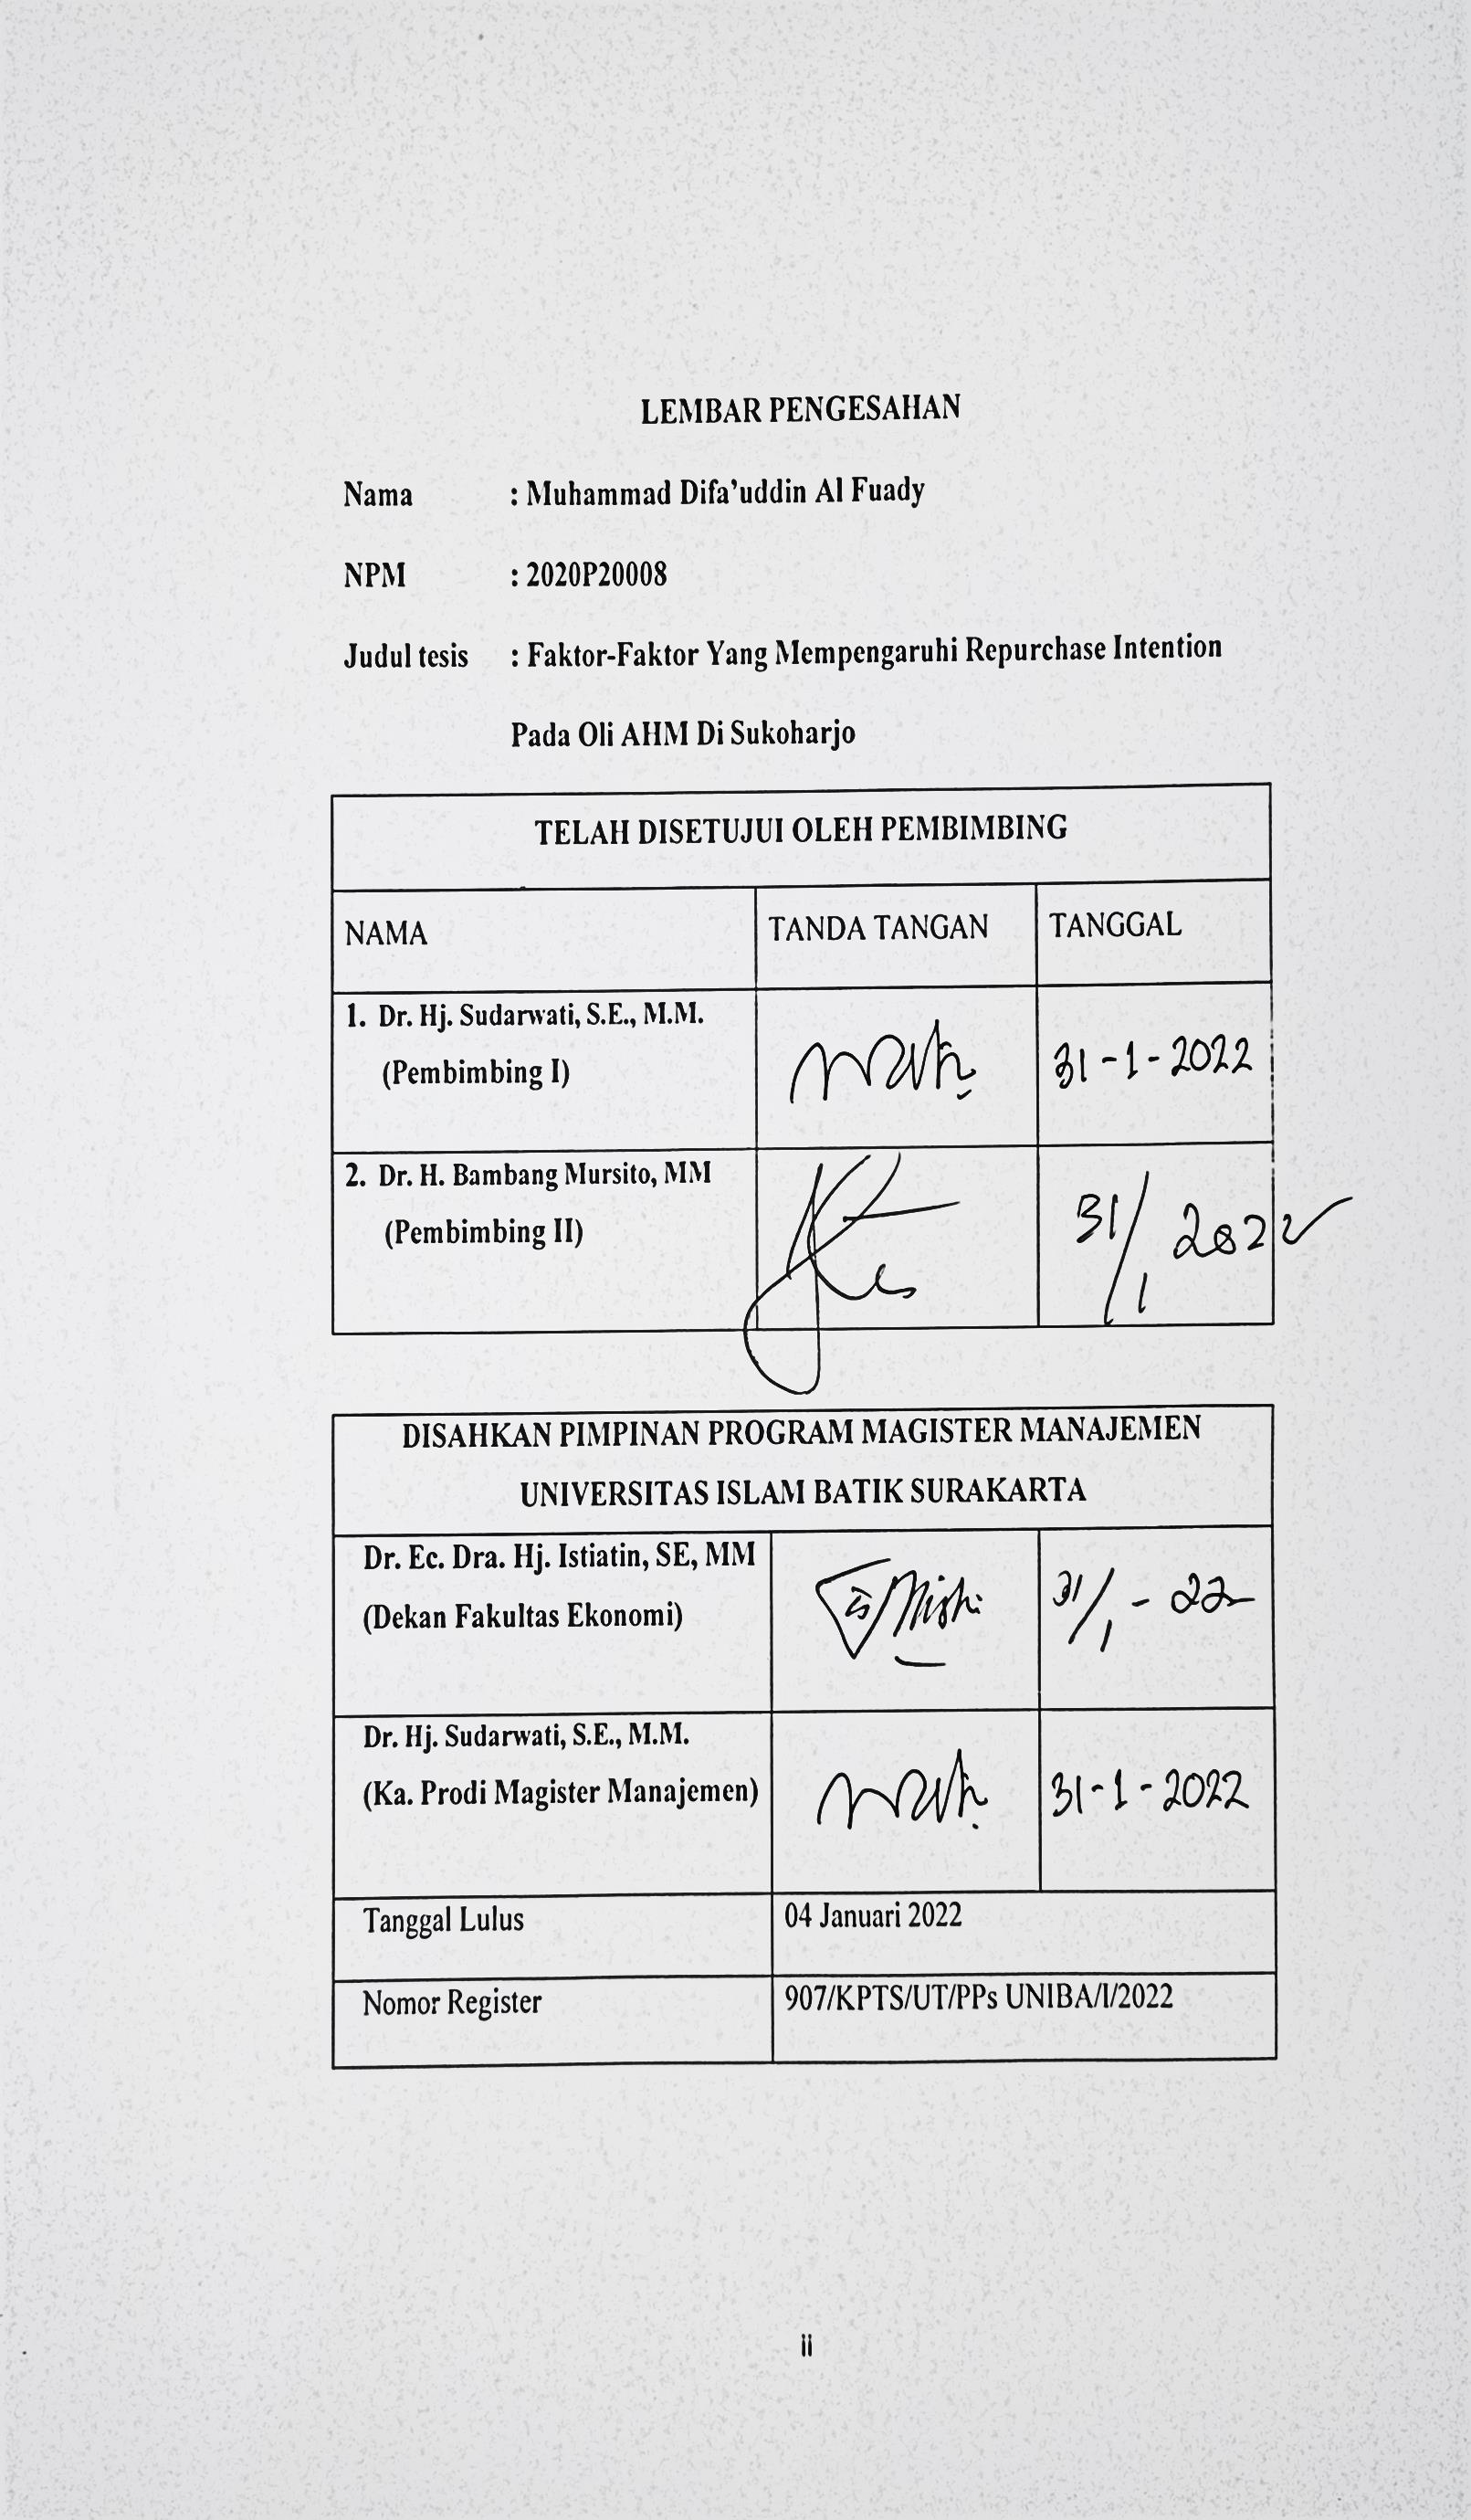 LEMBAR PENGESAHAN
Nama : Muhammad Difa'uddin Al Fuady
NPM : 2020P20008
Judul tesis : Faktor-Faktor Yang Mempengaruhi Repurchase Intention
Pada Oli AHM Di Sukoharjo
TELAH DISETUJUI OLEH PEMBIMBING
NAMA TANDA TANGAN TANGGAL
1. Dr. Hj. Sudarwati, S.E., M.M.
(Pembimbing I) 31-1-2022
2. Dr. H. Bambang Mursito, MM
(Pembimbing II) 31/1 2022
DISAHKAN PIMPINAN PROGRAM MAGISTER MANAJEMEN
UNIVERSITAS ISLAM BATIK SURAKARTA
Dr. Ec. Dra. Hj. Istiatin, SE, MM
(Dekan Fakultas Ekonomi) 31/1 - 22
Dr. Hj. Sudarwati, S.E., M.M.
(Ka. Prodi Magister Manajemen) 31-1-2022
Tanggal Lulus 04 Januari 2022
Nomor Register 907/KPTS/UT/PPs UNIBA/I/2022
ii